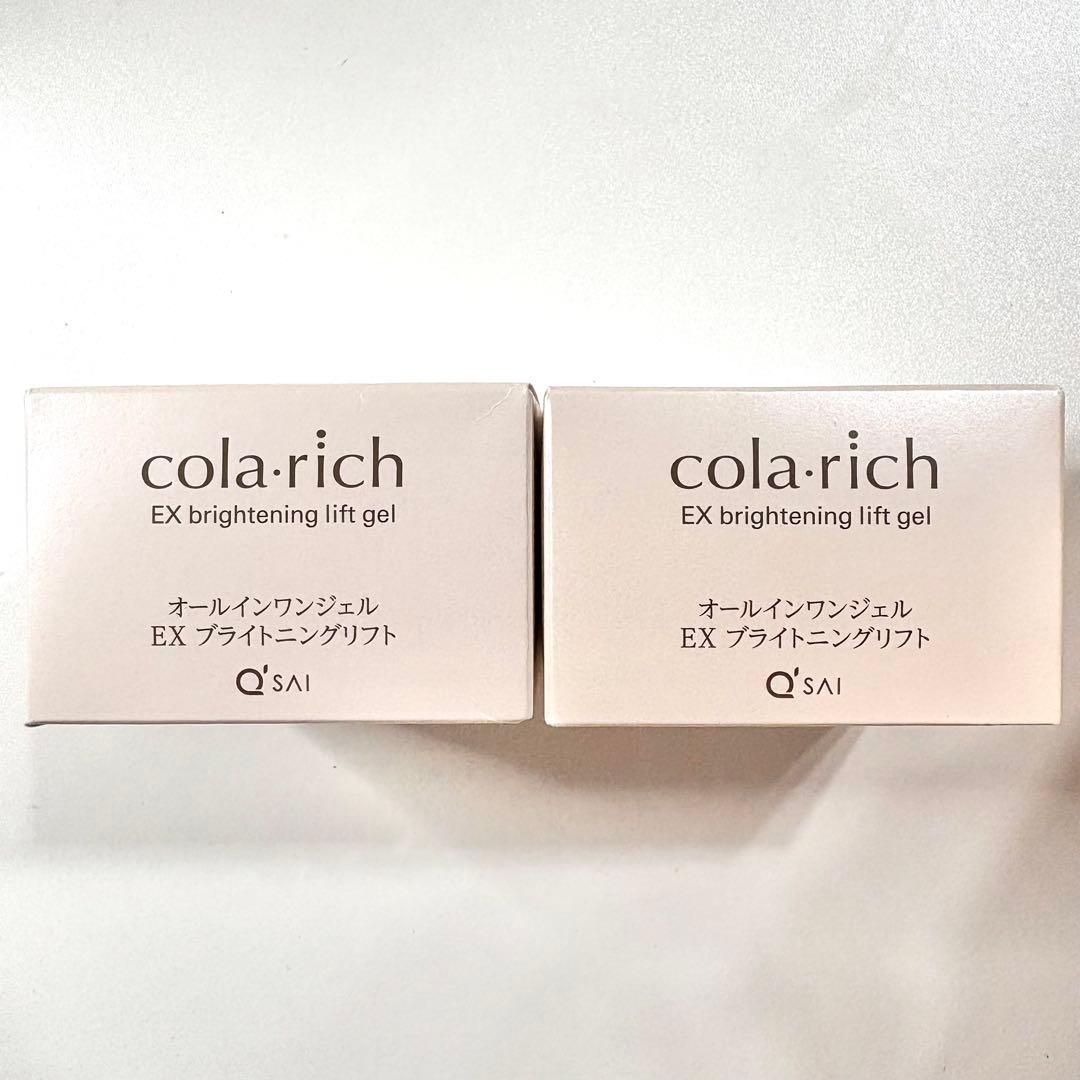 cola·rich
EX brightening lift gel
オールインワンジェル
EX ブライトニングリフト
Q'SAI
cola·rich
EX brightening lift gel
オールインワンジェル
EX ブライトニングリフト
Q'SAI